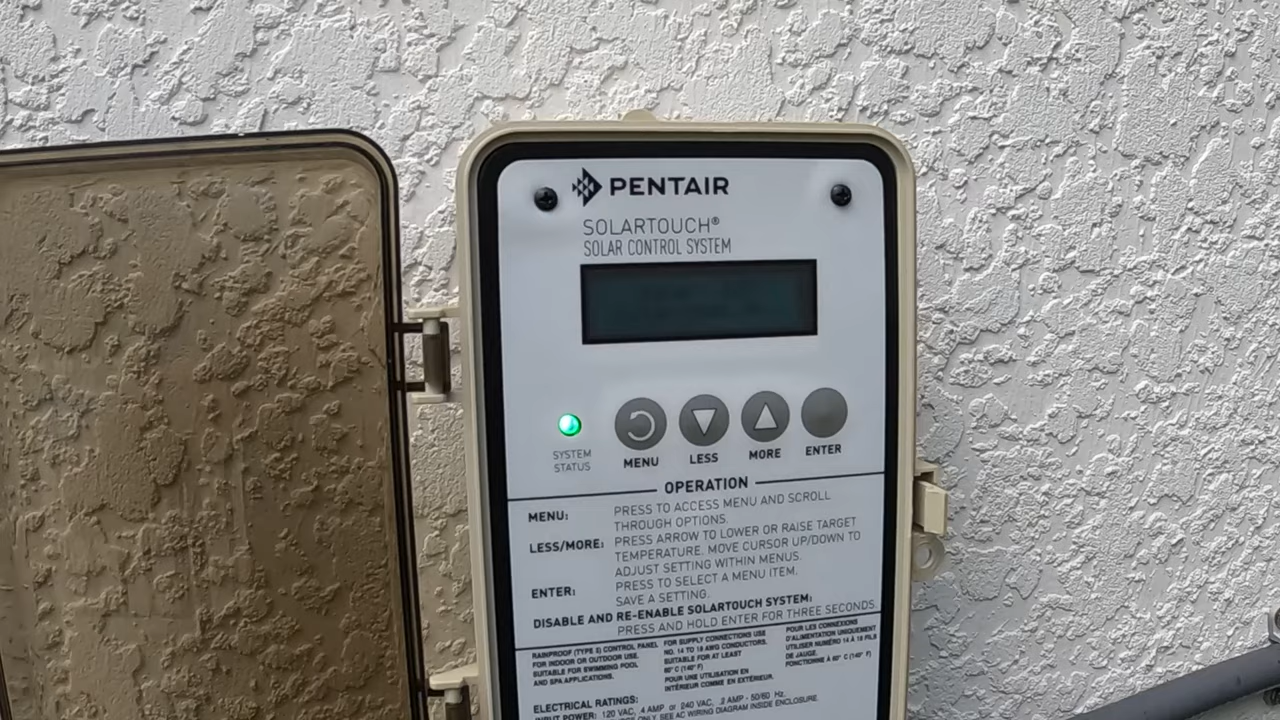 PENTAIR
SOLARTOUCH®
SOLAR CONTROL SYSTEM
SYSTEM
STATUS
MENU
LESS
MORE
ENTER
OPERATION
MENU:
PRESS TO ACCESS MENU AND SCROLL
THROUGH OPTIONS.
LESS/MORE:
PRESS ARROW TO LOWER OR RAISE TARGET
TEMPERATURE. MOVE CURSOR UP/DOWN TO
ADJUST SETTING WITHIN MENUS.
ENTER:
PRESS TO SELECT A MENU ITEM.
SAVE A SETTING.
DISABLE AND RE-ENABLE SOLARTOUCH SYSTEM:
PRESS AND HOLD ENTER FOR THREE SECONDS.
RAINPROOF (TYPE 3) CONTROL PANEL
FOR INDOOR OR OUTDOOR USE.
SUITABLE FOR SWIMMING POOL
AND SPA APPLICATIONS.
FOR SUPPLY CONNECTIONS USE
NO. 14 TO 18 AWG CONDUCTORS.
SUITABLE FOR AT LEAST
60° C (140° F)
POUR UNE UTILISATION EN
INTÉRIEUR COMME EN EXTÉRIEUR.
POUR LES CONNEXIONS
D'ALIMENTATION UNIQUEMENT
UTILISER NUMÉRO 14 À 18 FILS
DE JAUGE.
FONCTIONNE À 60° C (140° F)
ELECTRICAL RATINGS:
INPUT POWER: 120 VAC, .4 AMP or 240 VAC, .2 AMP - 50/60 Hz.
ONLY. SEE AC WIRING DIAGRAM INSIDE ENCLOSURE.